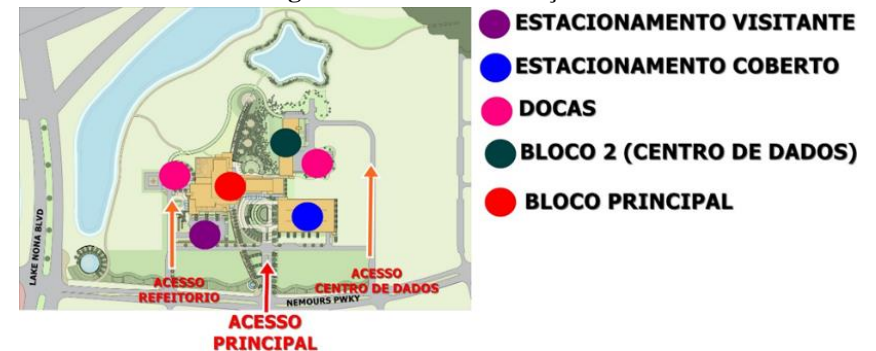 ESTACIONAMENTO VISITANTE
ESTACIONAMENTO COBERTO
DOCAS
BLOCO 2 (CENTRO DE DADOS)
BLOCO PRINCIPAL
LAKE NONA BLVD
ACESSO
REFEITORIO
ACESSO
CENTRO DE DADOS
NEMOURS PWKY
ACESSO
PRINCIPAL